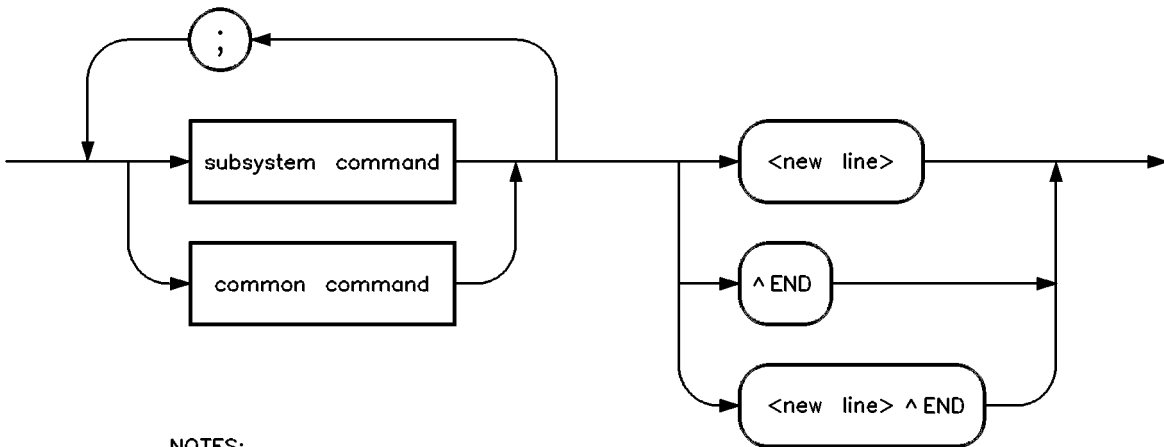 ;
subsystem command
<new line>
common command
^ END
<new line> ^ END
NOTES: